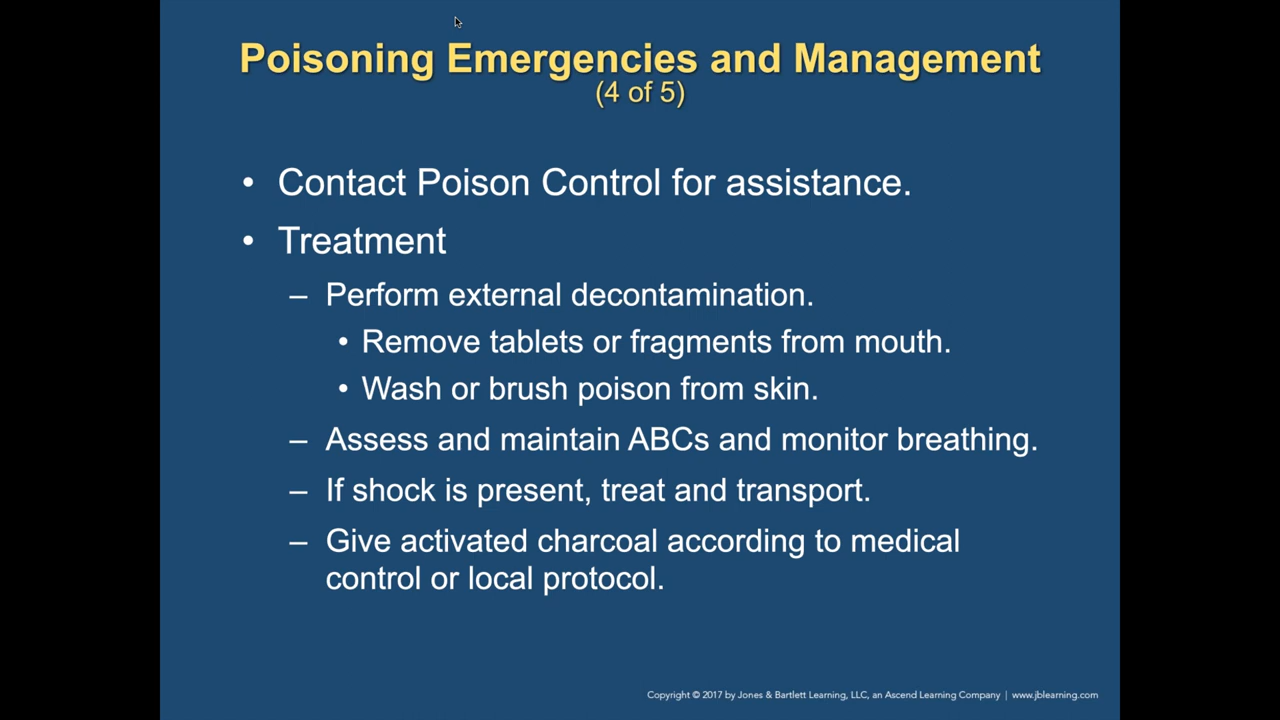 Poisoning Emergencies and Management
(4 of 5)
• Contact Poison Control for assistance.
• Treatment
– Perform external decontamination.
• Remove tablets or fragments from mouth.
• Wash or brush poison from skin.
– Assess and maintain ABCs and monitor breathing.
– If shock is present, treat and transport.
– Give activated charcoal according to medical
control or local protocol.
Copyright © 2017 by Jones & Bartlett Learning, LLC, an Ascend Learning Company | www.jblearning.com